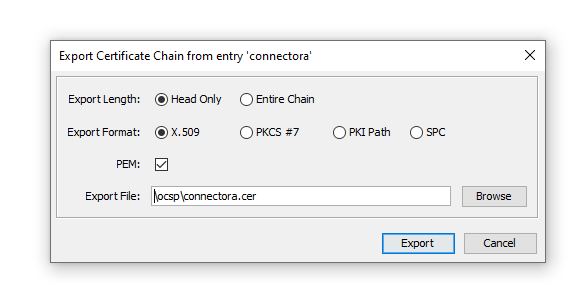 Export Certificate Chain from entry 'connectora'
Export Length: Head Only Entire Chain
Export Format: X.509 PKCS #7 PKI Path SPC
PEM:
Export File: \ocsp\connectora.cer Browse
Export Cancel